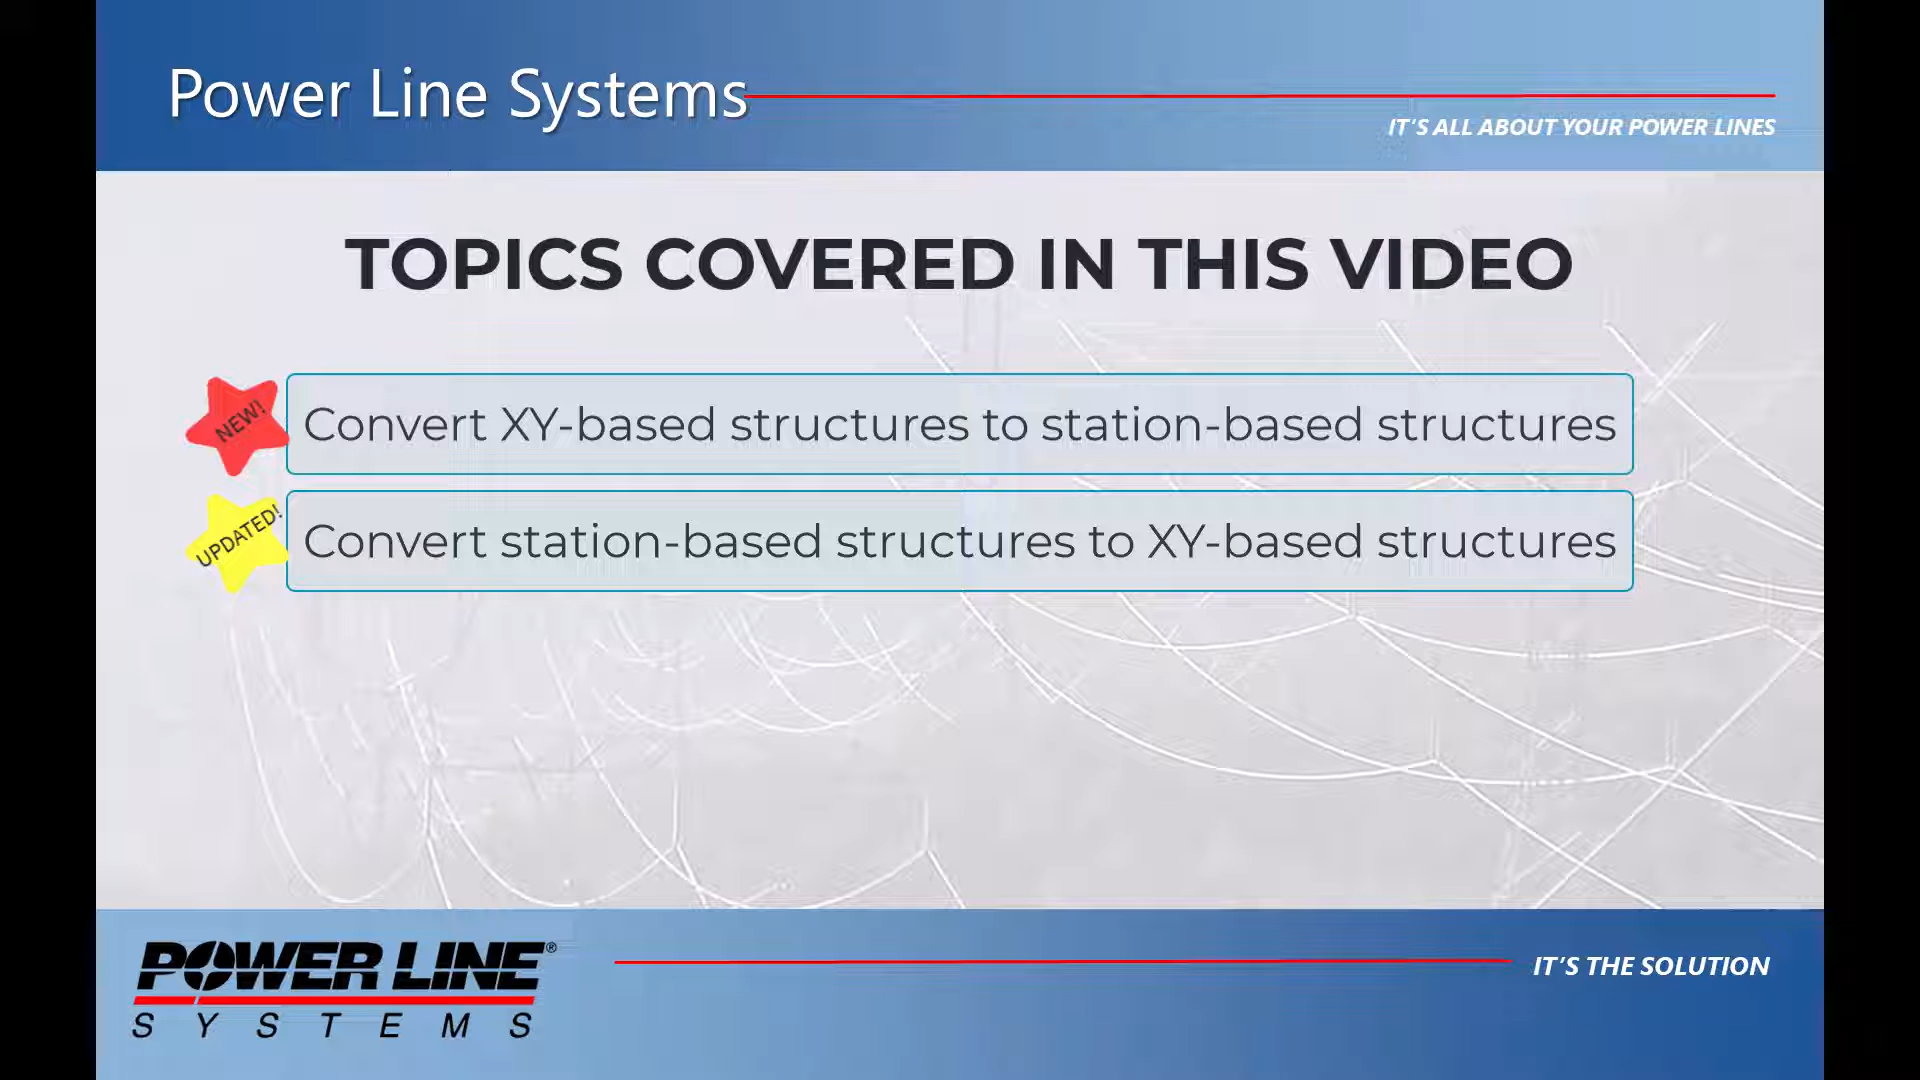 Power Line Systems
IT'S ALL ABOUT YOUR POWER LINES
TOPICS COVERED IN THIS VIDEO
NEW!
Convert XY-based structures to station-based structures
UPDATED!
Convert station-based structures to XY-based structures
POWER LINE®
SYSTEMS
IT'S THE SOLUTION